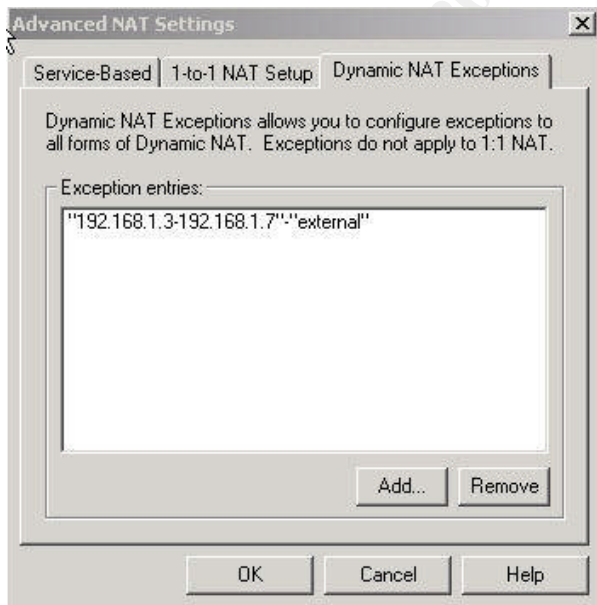 Advanced NAT Settings
Service-Based
1-to-1 NAT Setup
Dynamic NAT Exceptions
Dynamic NAT Exceptions allows you to configure exceptions to
all forms of Dynamic NAT. Exceptions do not apply to 1:1 NAT.
Exception entries:
"192.168.1.3-192.168.1.7"-"external"
Add...
Remove
OK
Cancel
Help